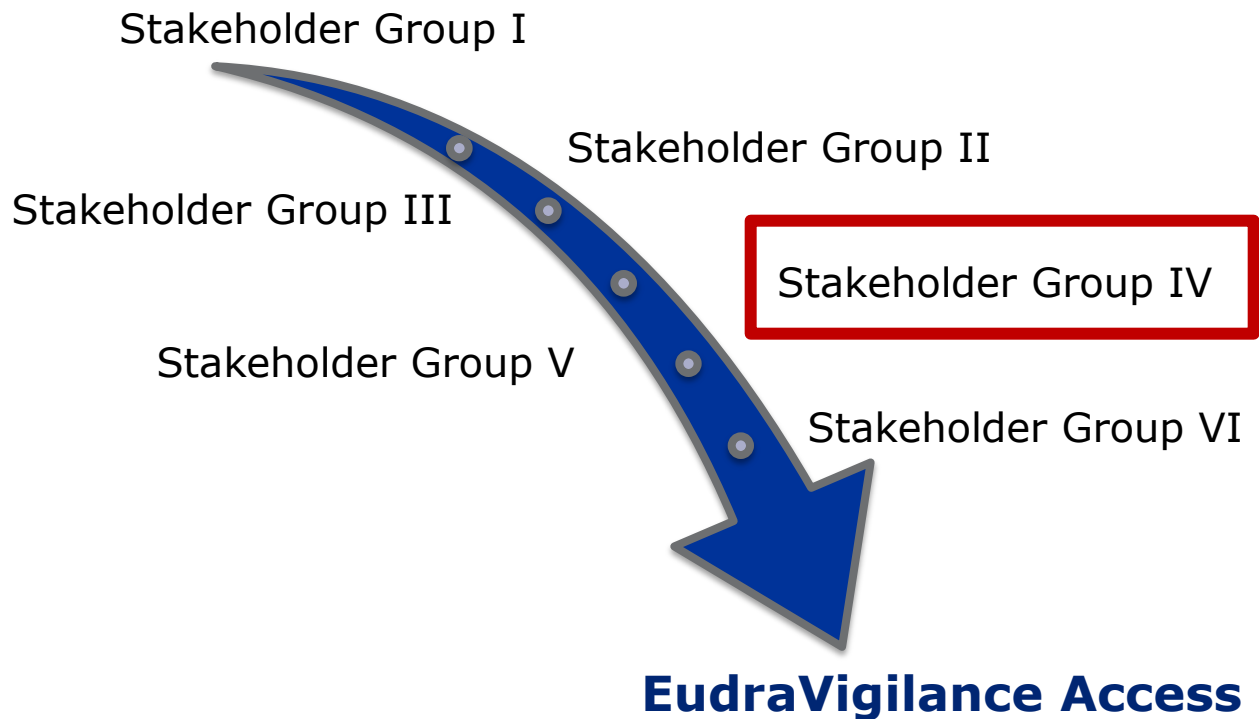 Stakeholder Group I
Stakeholder Group II
Stakeholder Group III
Stakeholder Group IV
Stakeholder Group V
Stakeholder Group VI
EudraVigilance Access